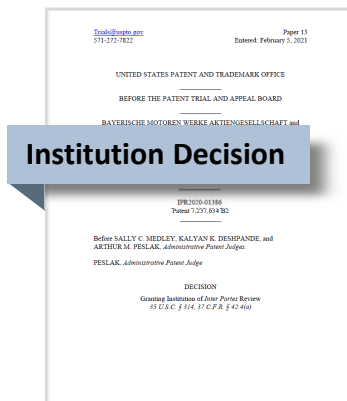 Trials@uspto.gov Paper 13
571-272-7822 Entered: February 5, 2021
UNITED STATES PATENT AND TRADEMARK OFFICE
BEFORE THE PATENT TRIAL AND APPEAL BOARD
BAYERISCHE MOTOREN WERKE AKTIENGESELLSCHAFT and
Institution Decision
IPR2020-01386
Patent 7,237,634 B2
Before SALLY C. MEDLEY, KALYAN K. DESHPANDE, and
ARTHUR M. PESLAK, Administrative Patent Judges.
PESLAK, Administrative Patent Judge
DECISION
Granting Institution of Inter Partes Review
35 U.S.C. § 314, 37 C.F.R. § 42.4(a)